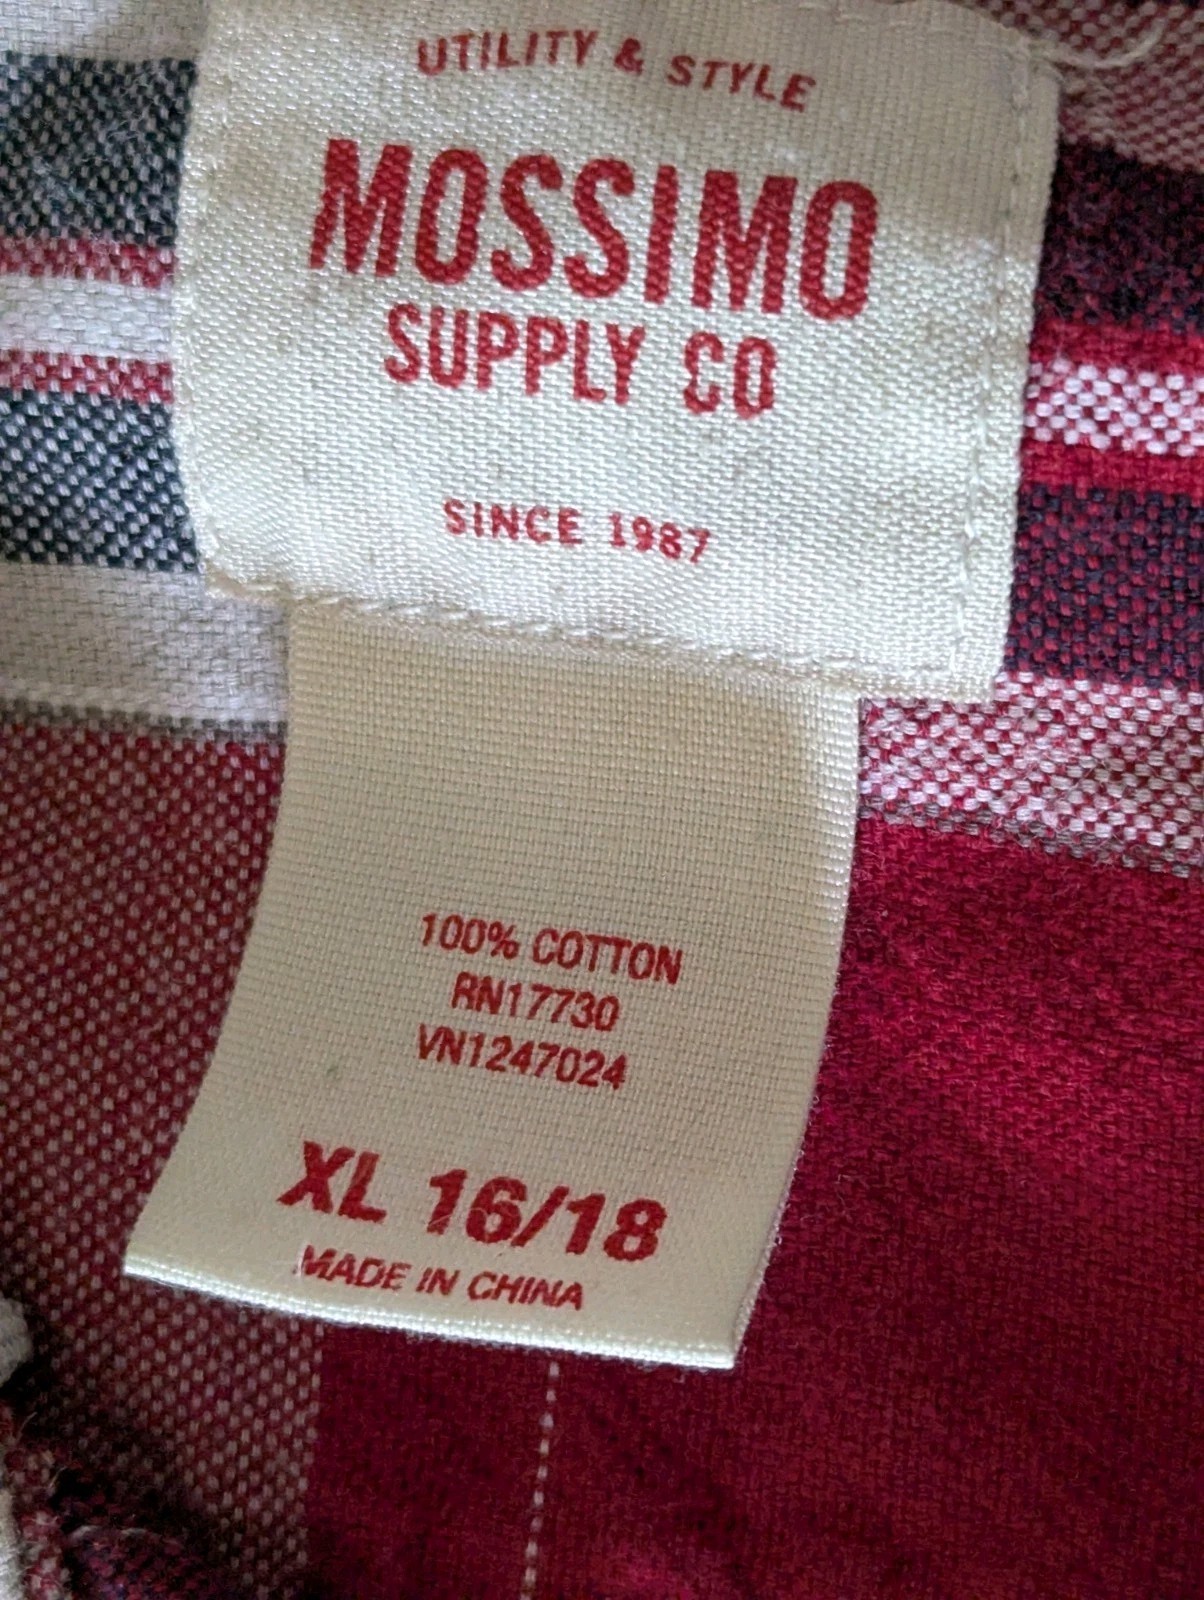 UTILITY & STYLE
MOSSIMO
SUPPLY CO
SINCE 1987
100% COTTON
RN17730
VN1247024
XL 16/18
MADE IN CHINA